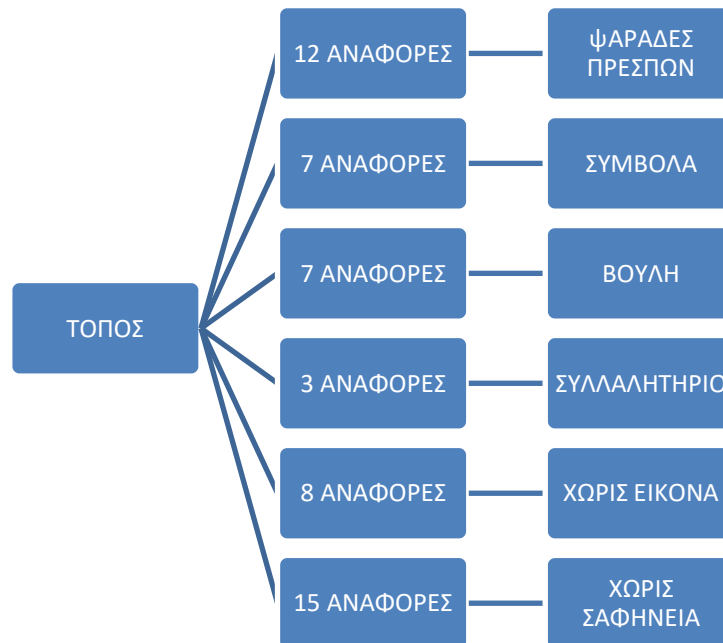 12 ΑΝΑΦΟΡΕΣ
ψΑΡΑΔΕΣ
ΠΡΕΣΠΩΝ
7 ΑΝΑΦΟΡΕΣ
ΣΥΜΒΟΛΑ
7 ΑΝΑΦΟΡΕΣ
ΒΟΥΛΗ
ΤΟΠΟΣ
3 ΑΝΑΦΟΡΕΣ
ΣΥΛΛΑΛΗΤΗΡΙΟ
8 ΑΝΑΦΟΡΕΣ
ΧΩΡΙΣ ΕΙΚΟΝΑ
15 ΑΝΑΦΟΡΕΣ
ΧΩΡΙΣ
ΣΑΦΗΝΕΙΑ